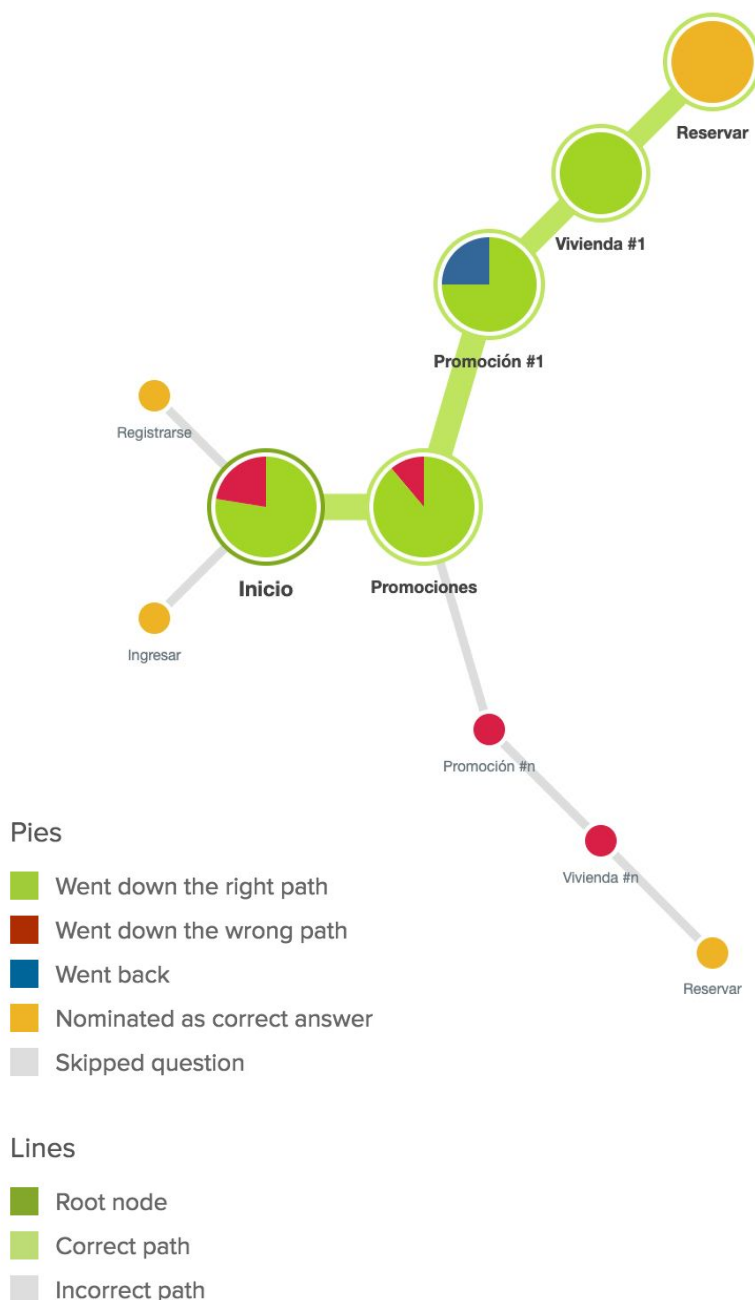 Reservar
Vivienda #1
Promoción #1
Registrarse
Inicio
Promociones
Ingresar
Promoción #n
Vivienda #n
Reservar
Pies
Went down the right path
Went down the wrong path
Went back
Nominated as correct answer
Skipped question
Lines
Root node
Correct path
Incorrect path